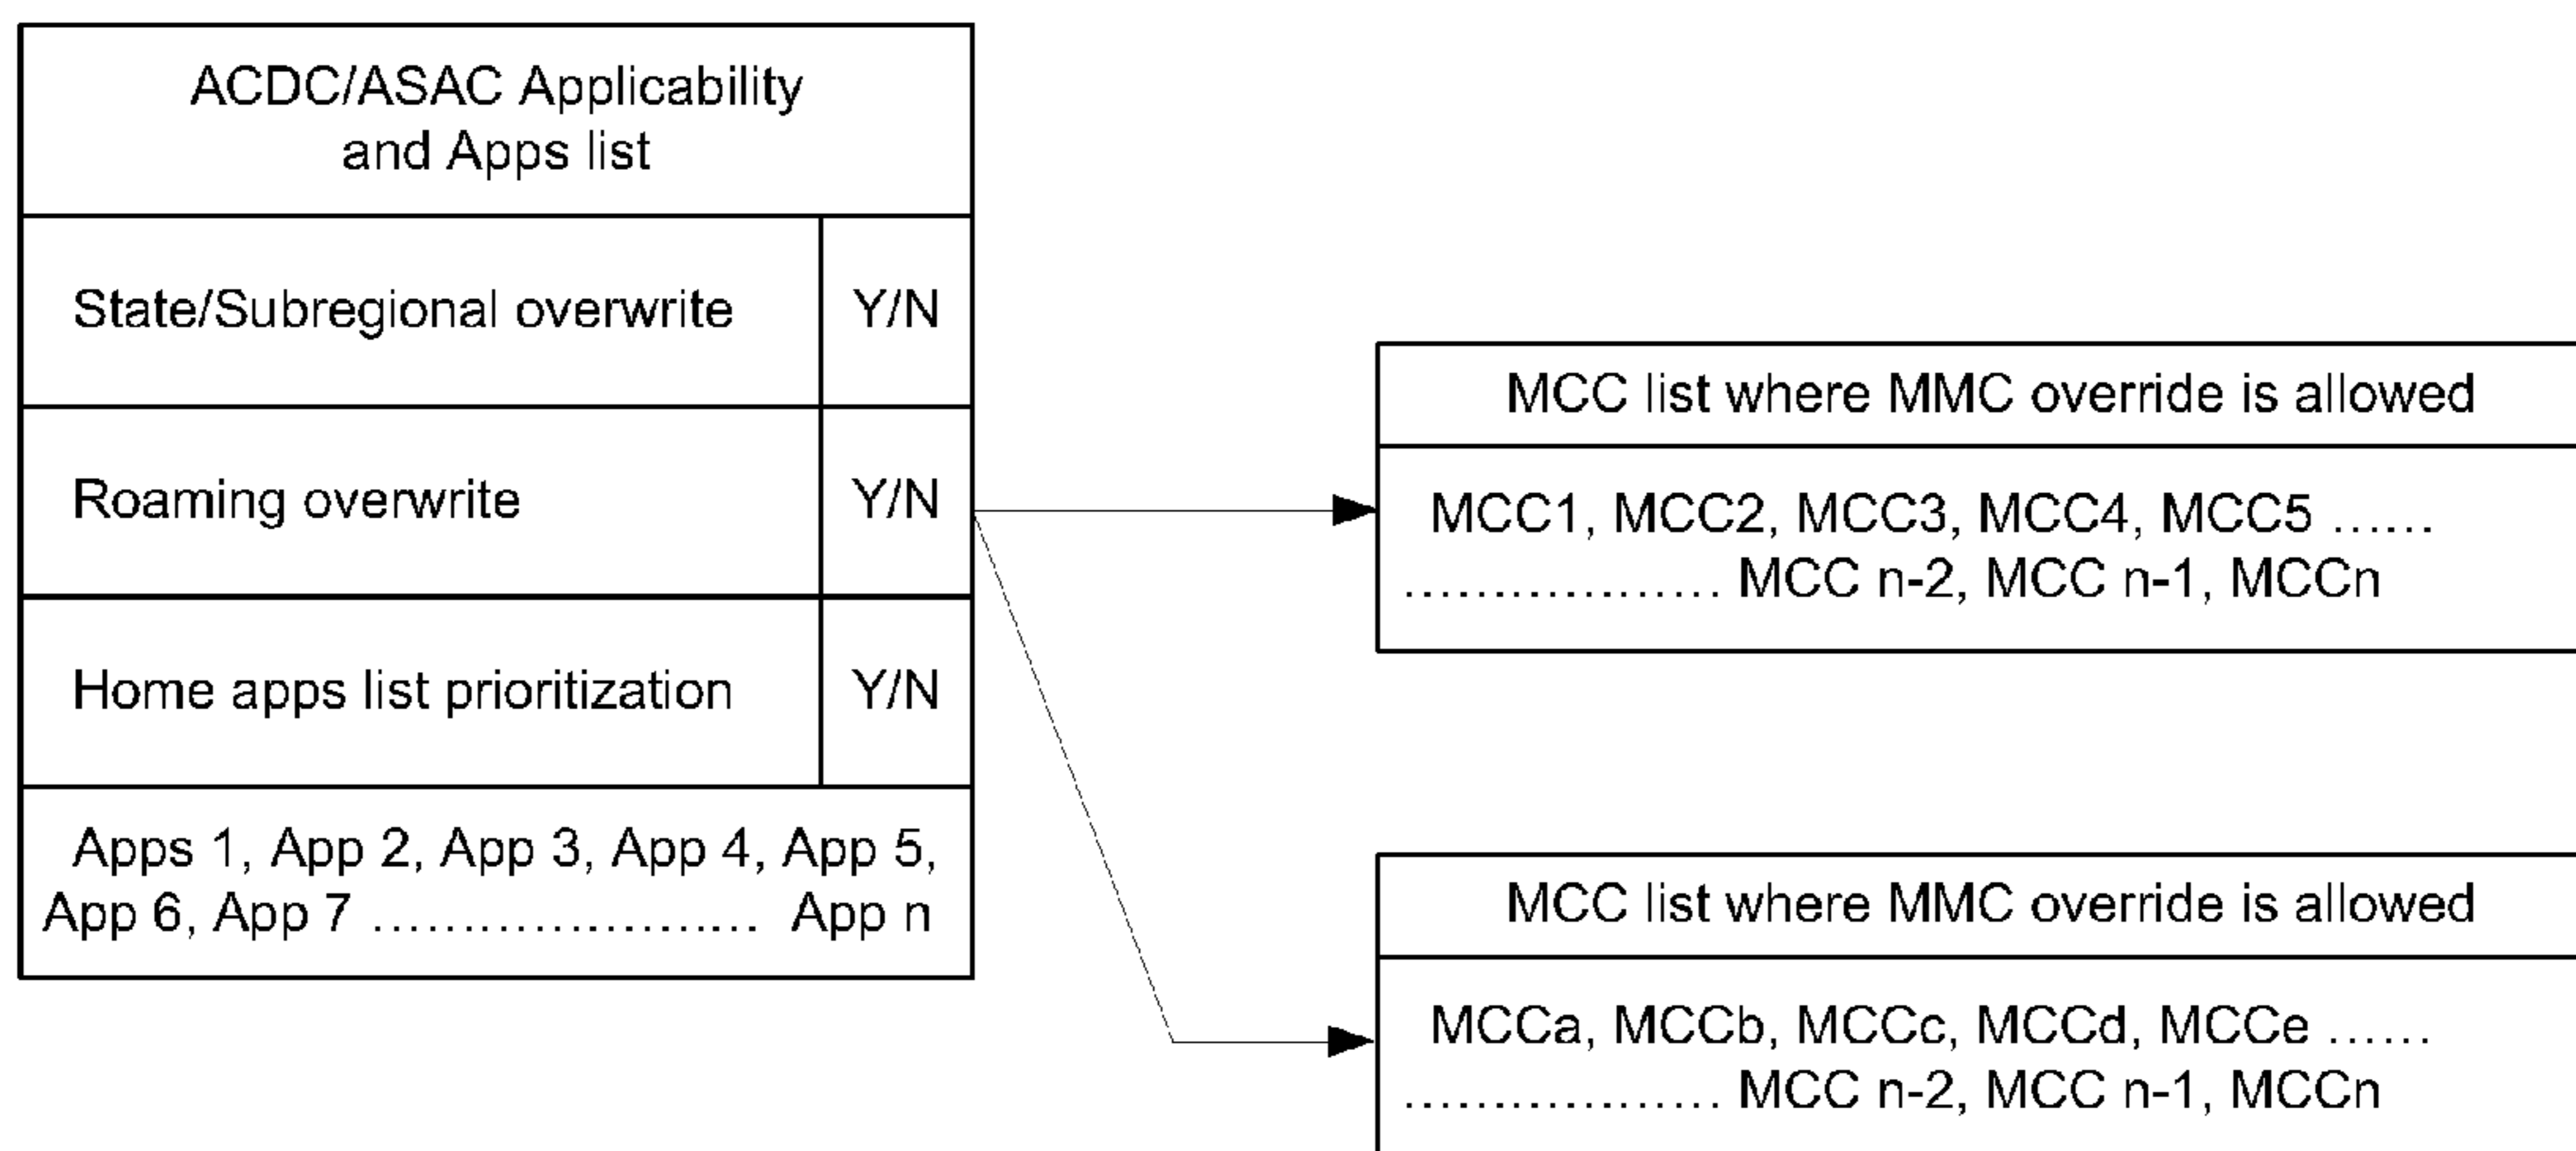 ACDC/ASAC Applicability
and Apps list
State/Subregional overwrite Y/N
Roaming overwrite Y/N
Home apps list prioritization Y/N
Apps 1, App 2, App 3, App 4, App 5,
App 6, App 7 ...................... App n
MCC list where MMC override is allowed
MCC1, MCC2, MCC3, MCC4, MCC5 ......
.................. MCC n-2, MCC n-1, MCCn
MCC list where MMC override is allowed
MCCa, MCCb, MCCc, MCCd, MCCe ......
.................. MCC n-2, MCC n-1, MCCn